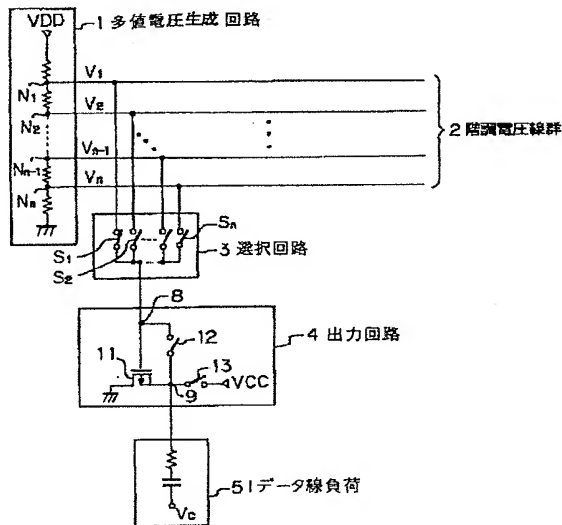 1 多値電圧生成 回路
VDD
V1
N1
V2
N2
Vn-1
Nn-1
Vn
Nn
2 階調電圧線群
S1
S2
Sn
3 選択回路
8
12
4 出力回路
11
13
VCC
9
51データ線負荷
Vc